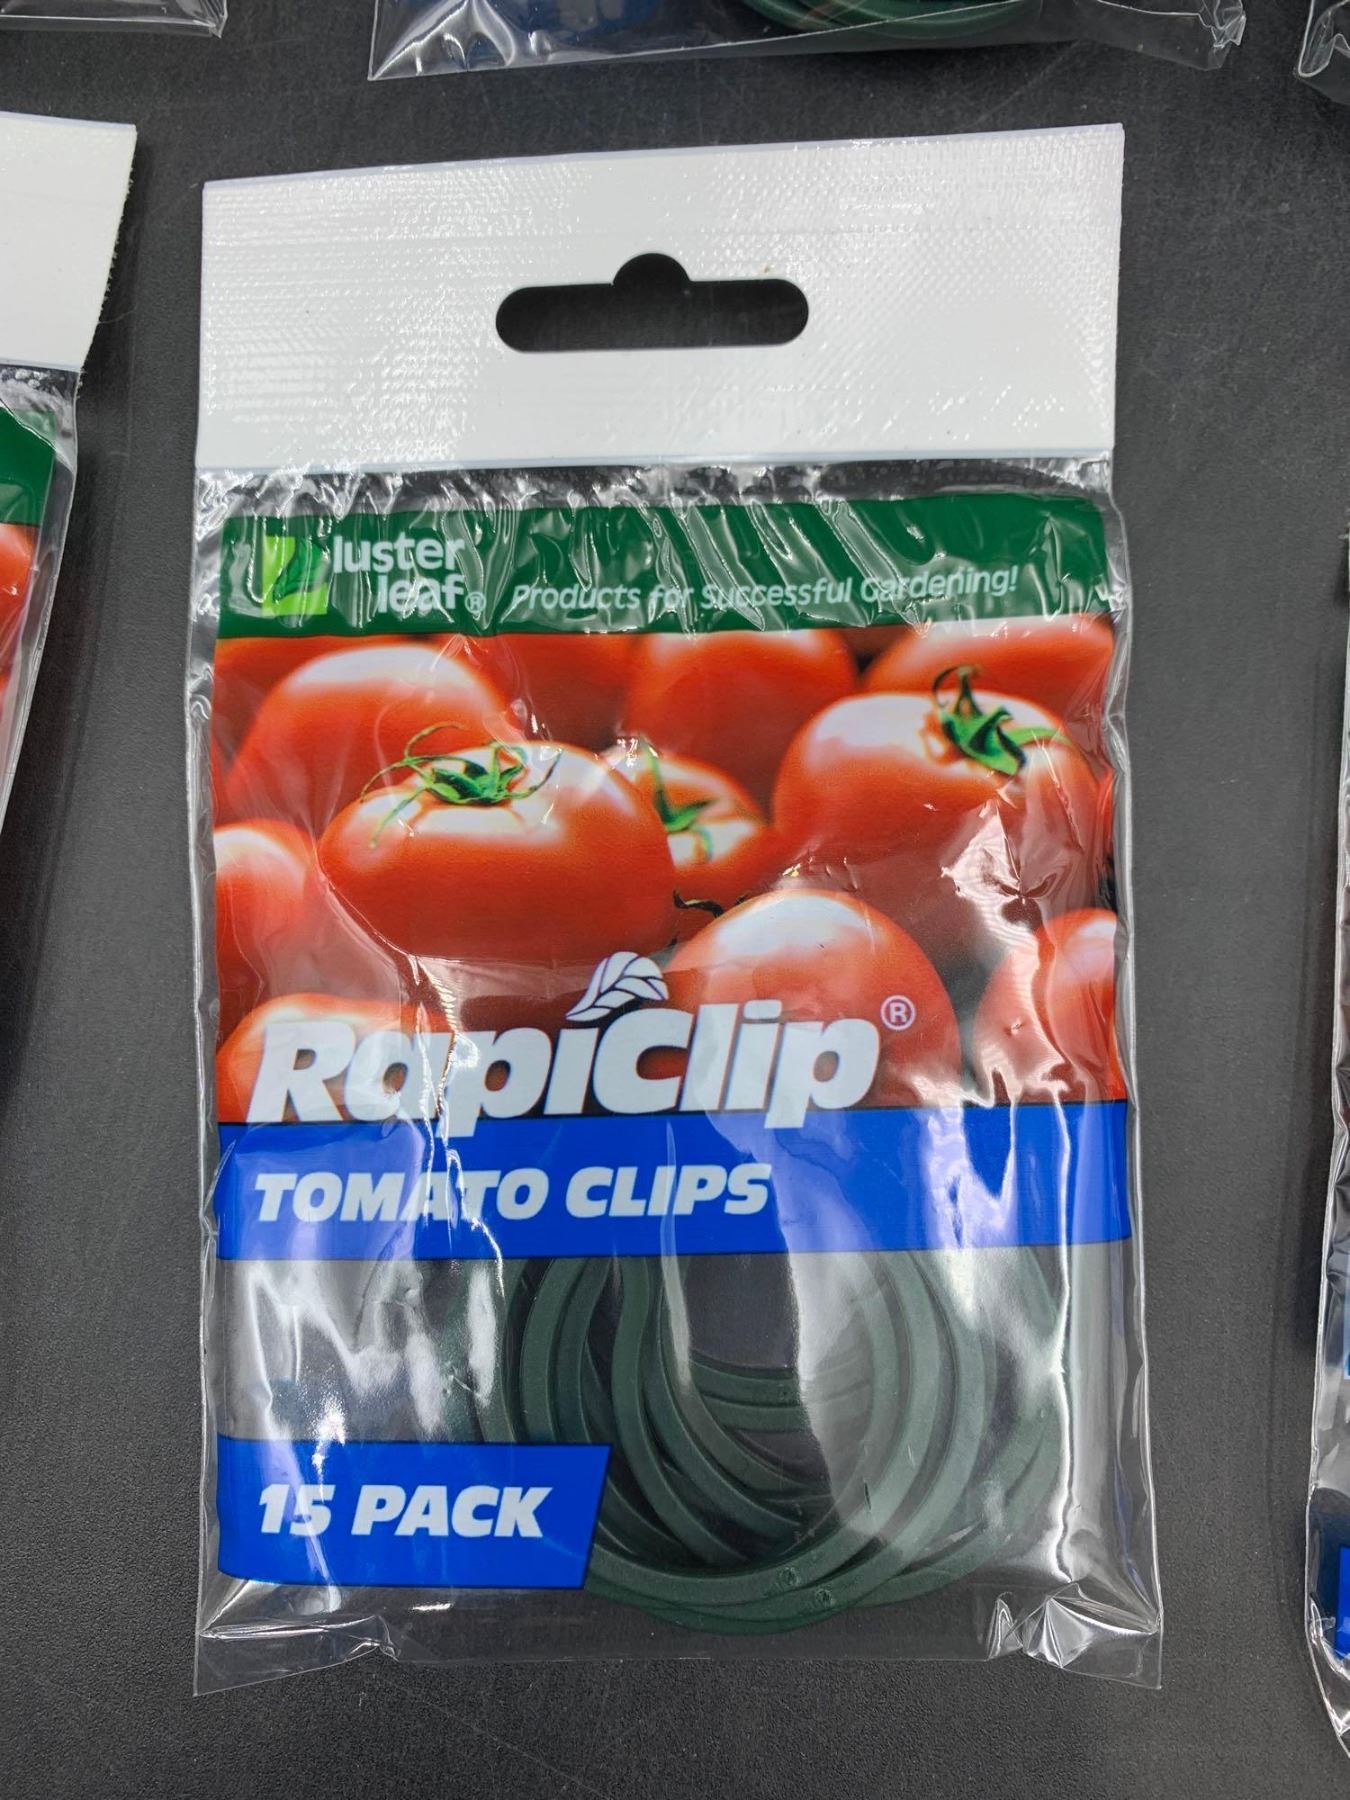 luster
leaf® Products for Successful Gardening!
RapiClip®
TOMATO CLIPS
15 PACK